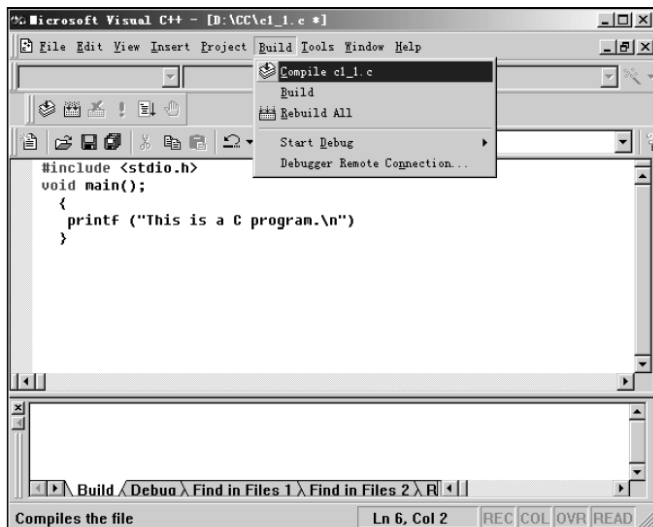 Microsoft Visual C++ - [D:\CC\c1_1.c *]
File Edit View Insert Project Build Tools Window Help
Compile c1_1.c
Build
Rebuild All
Start Debug
Debugger Remote Connection...
#include <stdio.h>
void main();
{
printf ("This is a C program.\n")
}
Build Debug Find in Files 1 Find in Files 2 R
Compiles the file Ln 6, Col 2 REC COL OVR READ